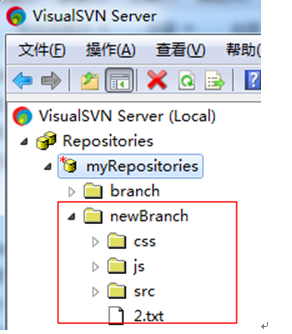 VisualSVN Server
文件(F) 操作(A) 查看(V) 帮助(
VisualSVN Server (Local)
Repositories
myRepositories
branch
newBranch
css
js
src
2.txt